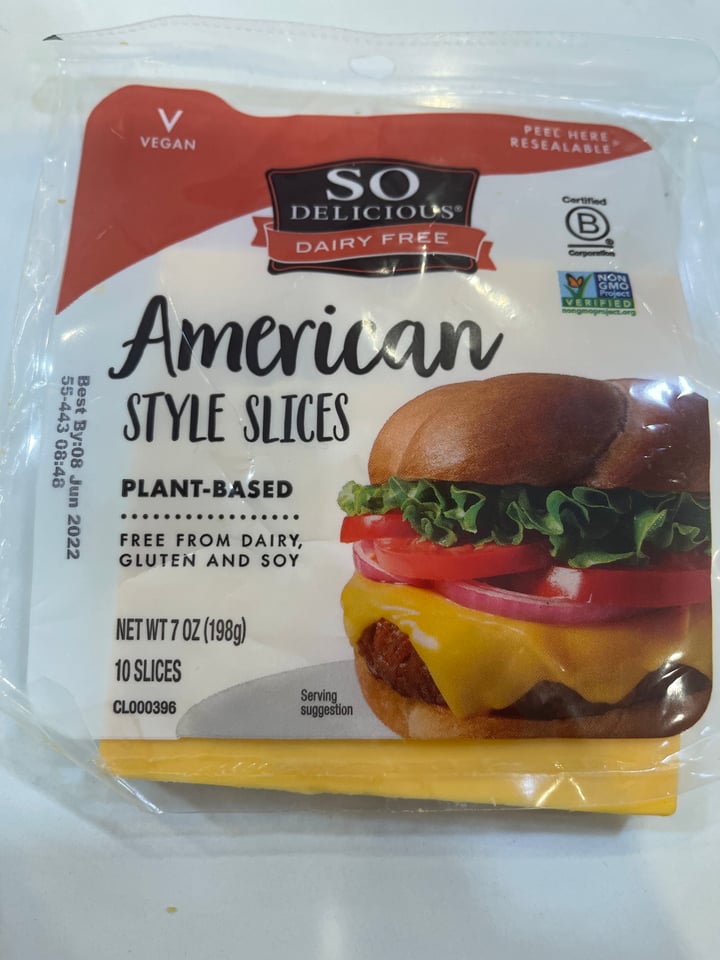 V
VEGAN
PEEL HERE
RESEALABLE
SO
DELICIOUS®
DAIRY FREE
Certified
B
®
Corporation
NON
GMO
Project
VERIFIED
nongmoproject.org
American
STYLE SLICES
Best By:08 Jun 2022
55-443 08:48
PLANT-BASED
FREE FROM DAIRY,
GLUTEN AND SOY
NET WT 7 OZ (198g)
10 SLICES
CL000396
Serving
suggestion